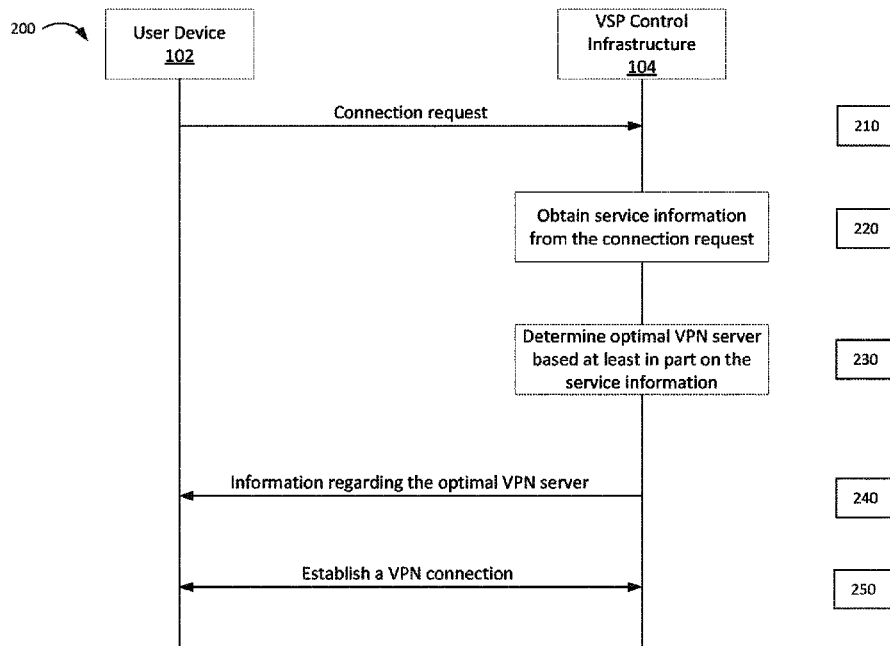 200
User Device
102
VSP Control
Infrastructure
104
Connection request
210
Obtain service information
from the connection request
220
Determine optimal VPN server
based at least in part on the
service information
230
Information regarding the optimal VPN server
240
Establish a VPN connection
250